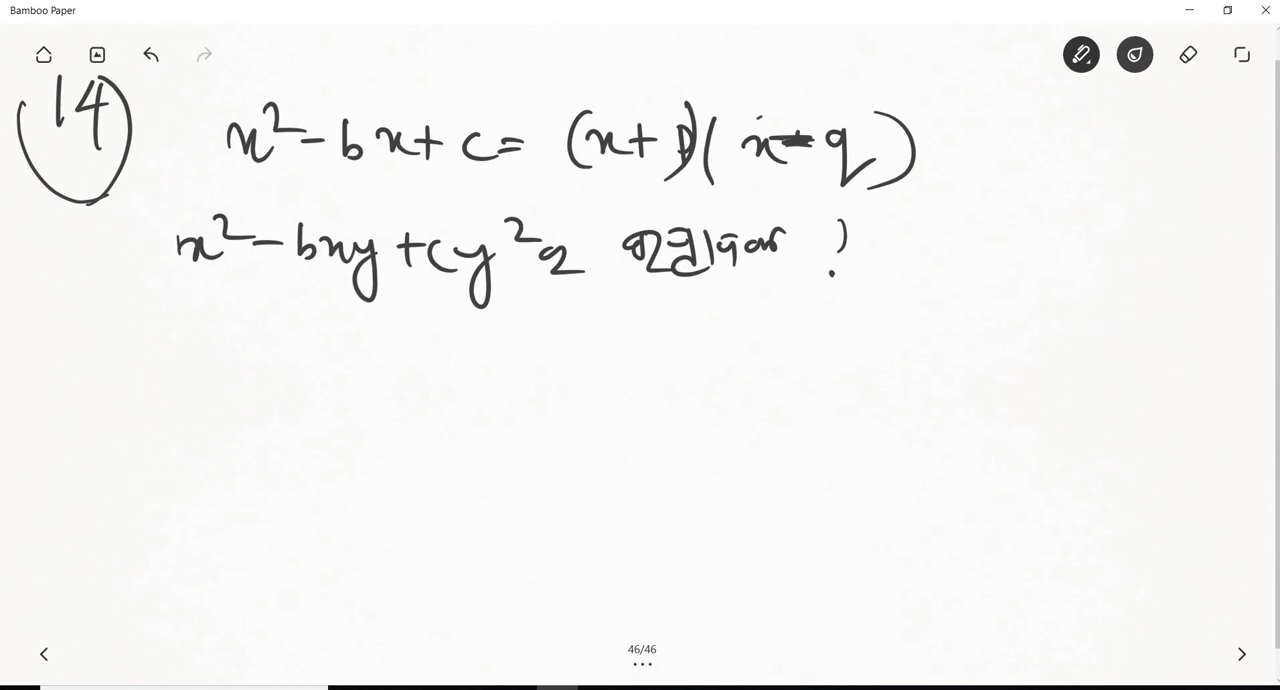 Bamboo Paper
14
x² - bx + c = (x + p)(x - q)
x² - bxy + cy² ?
46/46